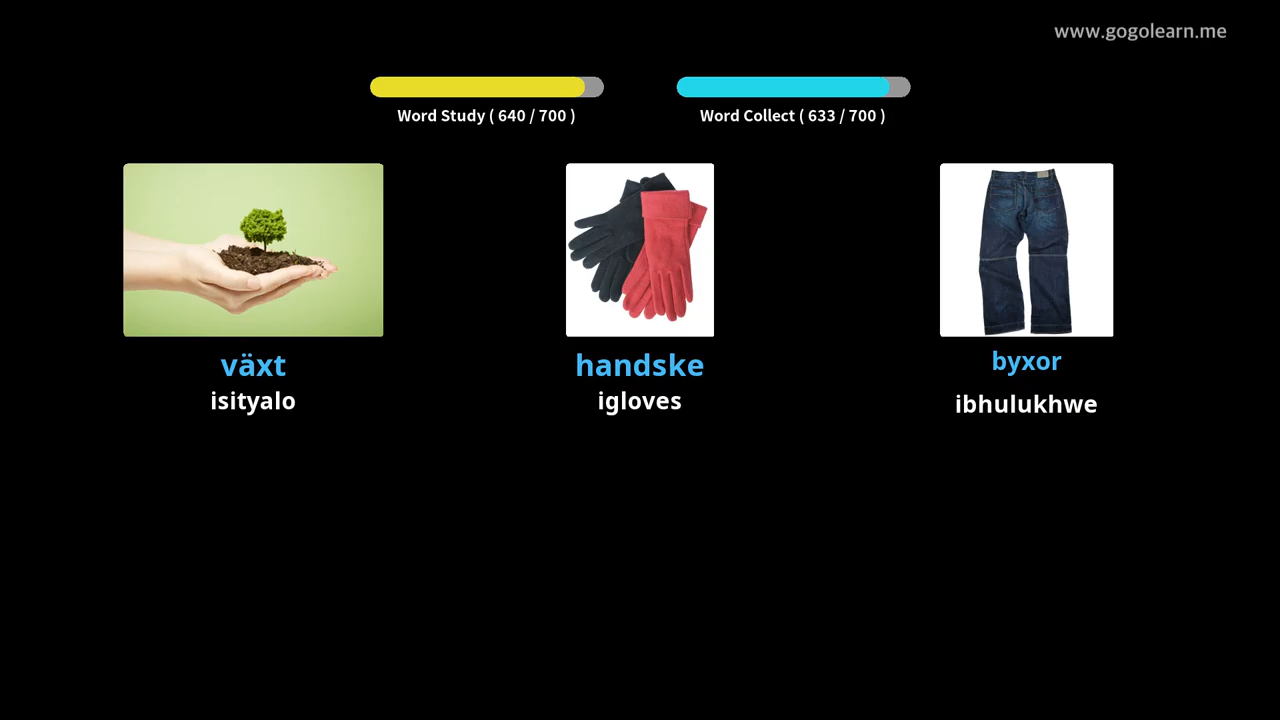 www.gogolearn.me
Word Study ( 640 / 700 )
Word Collect ( 633 / 700 )
växt
isityalo
handske
igloves
byxor
ibhulukhwe